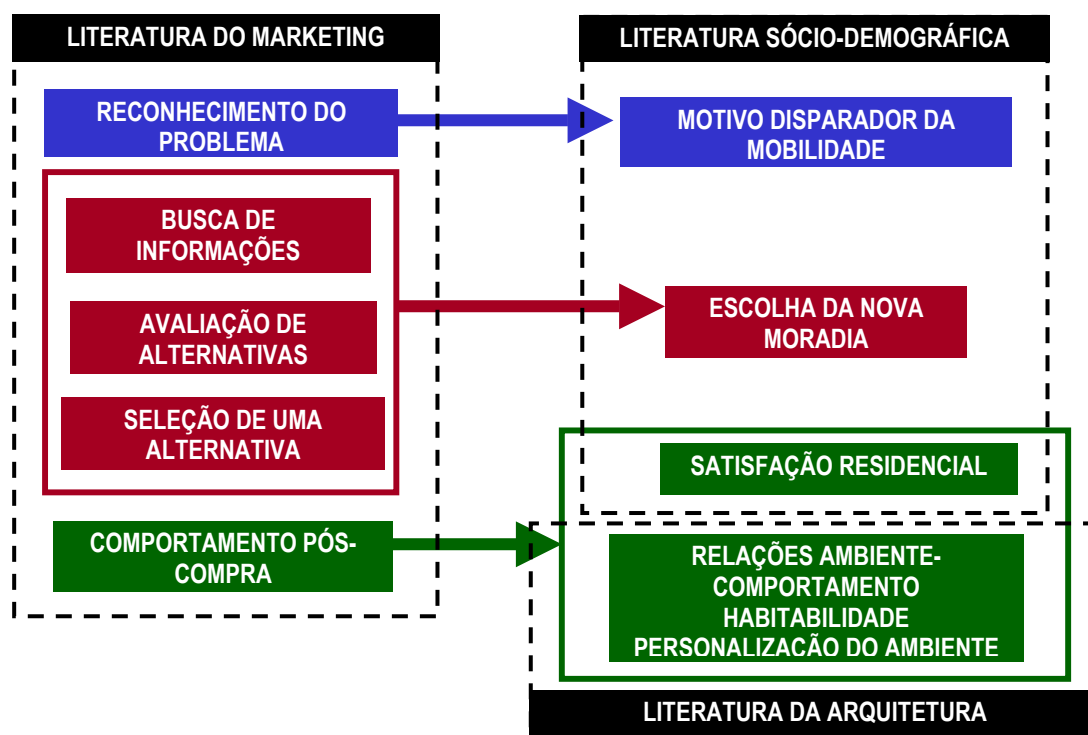 LITERATURA DO MARKETING
RECONHECIMENTO DO
PROBLEMA
BUSCA DE
INFORMAÇÕES
AVALIAÇÃO DE
ALTERNATIVAS
SELEÇÃO DE UMA
ALTERNATIVA
COMPORTAMENTO PÓS-
COMPRA
LITERATURA SÓCIO-DEMOGRÁFICA
MOTIVO DISPARADOR DA
MOBILIDADE
ESCOLHA DA NOVA
MORADIA
SATISFAÇÃO RESIDENCIAL
RELAÇÕES AMBIENTE-
COMPORTAMENTO
HABITABILIDADE
PERSONALIZAÇÃO DO AMBIENTE
LITERATURA DA ARQUITETURA